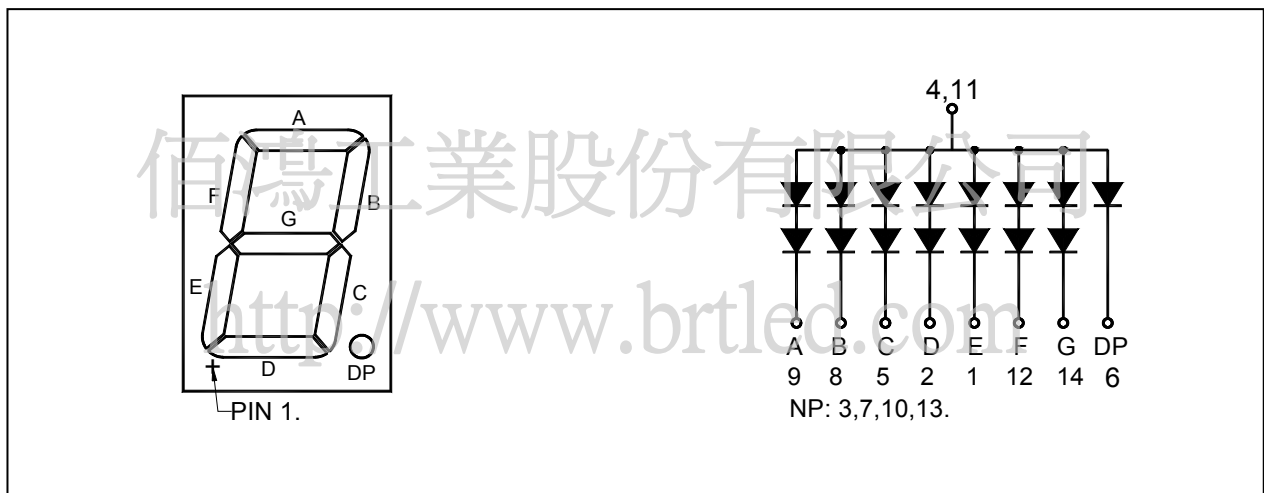 4,11
A
F
B
G
E
C
D
DP
PIN 1.
A B C D E F G DP
9 8 5 2 1 12 14 6
NP: 3,7,10,13.
佰鴻工業股份有限公司
http://www.brtled.com